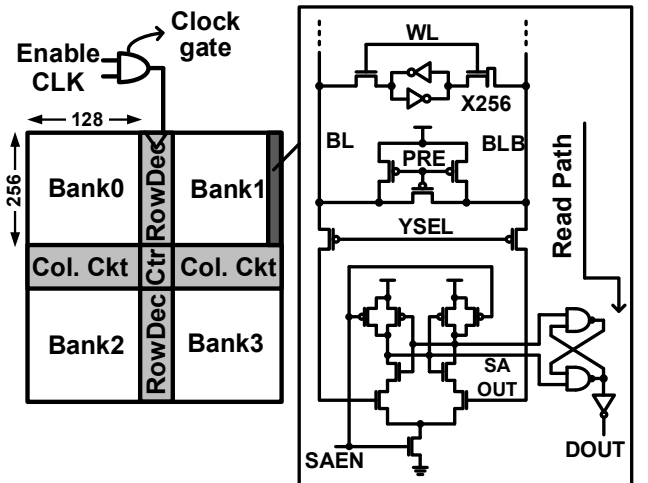 Clock
gate
Enable
CLK
128
256
Bank0
RowDec
Bank1
Col. Ckt
Ctr
Col. Ckt
Bank2
RowDec
Bank3
WL
X256
BL
BLB
PRE
YSEL
Read Path
SA
OUT
SAEN
DOUT